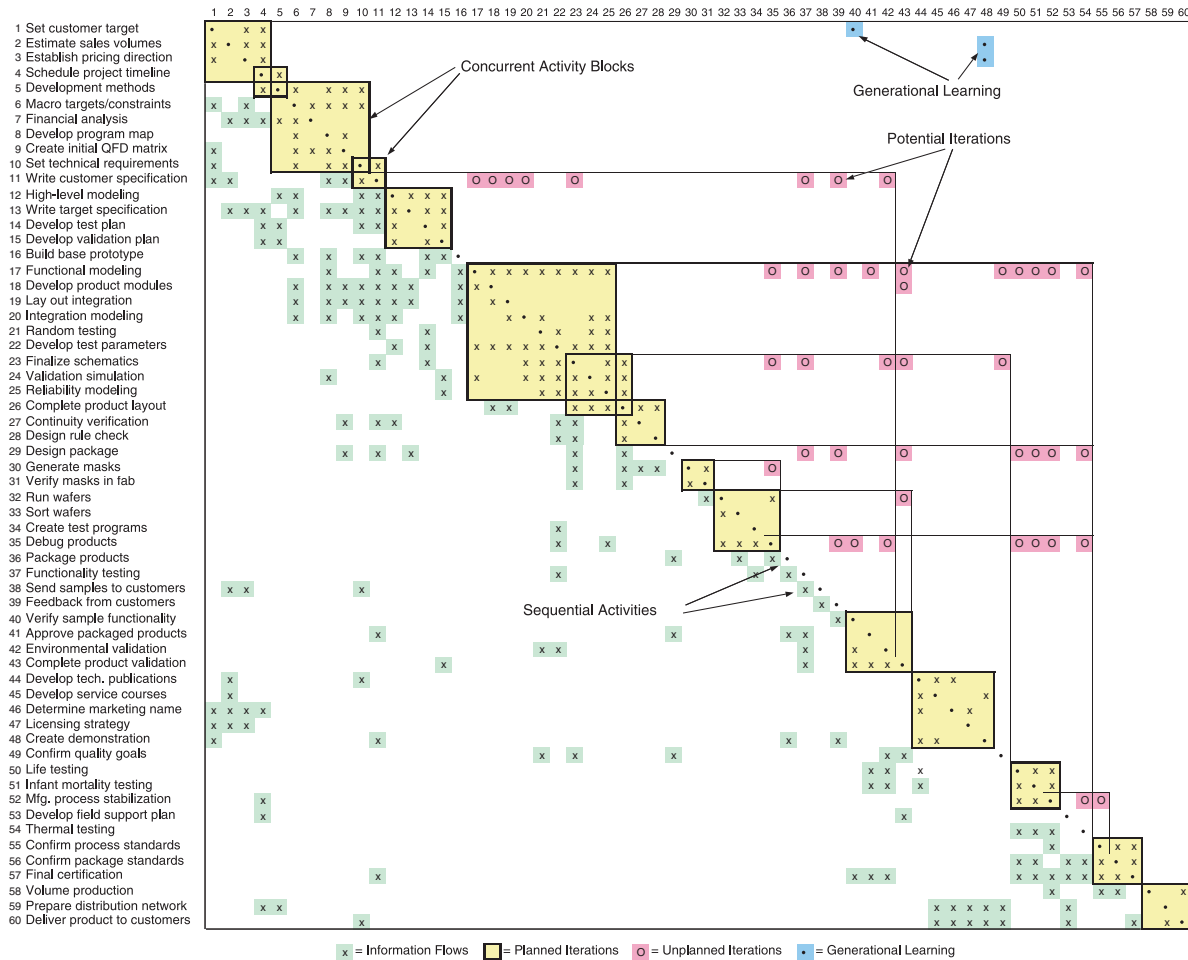 1 2 3 4 5 6 7 8 9 10 11 12 13 14 15 16 17 18 19 20 21 22 23 24 25 26 27 28 29 30 31 32 33 34 35 36 37 38 39 40 41 42 43 44 45 46 47 48 49 50 51 52 53 54 55 56 57 58 59 60
1 Set customer target
2 Estimate sales volumes
3 Establish pricing direction
4 Schedule project timeline
5 Development methods
6 Macro targets/constraints
7 Financial analysis
8 Develop program map
9 Create initial QFD matrix
10 Set technical requirements
11 Write customer specification
12 High-level modeling
13 Write target specification
14 Develop test plan
15 Develop validation plan
16 Build base prototype
17 Functional modeling
18 Develop product modules
19 Lay out integration
20 Integration modeling
21 Random testing
22 Develop test parameters
23 Finalize schematics
24 Validation simulation
25 Reliability modeling
26 Complete product layout
27 Continuity verification
28 Design rule check
29 Design package
30 Generate masks
31 Verify masks in fab
32 Run wafers
33 Sort wafers
34 Create test programs
35 Debug products
36 Package products
37 Functionality testing
38 Send samples to customers
39 Feedback from customers
40 Verify sample functionality
41 Approve packaged products
42 Environmental validation
43 Complete product validation
44 Develop tech. publications
45 Develop service courses
46 Determine marketing name
47 Licensing strategy
48 Create demonstration
49 Confirm quality goals
50 Life testing
51 Infant mortality testing
52 Mfg. process stabilization
53 Develop field support plan
54 Thermal testing
55 Confirm process standards
56 Confirm package standards
57 Final certification
58 Volume production
59 Prepare distribution network
60 Deliver product to customers
Concurrent Activity Blocks
Generational Learning
Potential Iterations
Sequential Activities
x = Information Flows
= Planned Iterations
O = Unplanned Iterations
• = Generational Learning